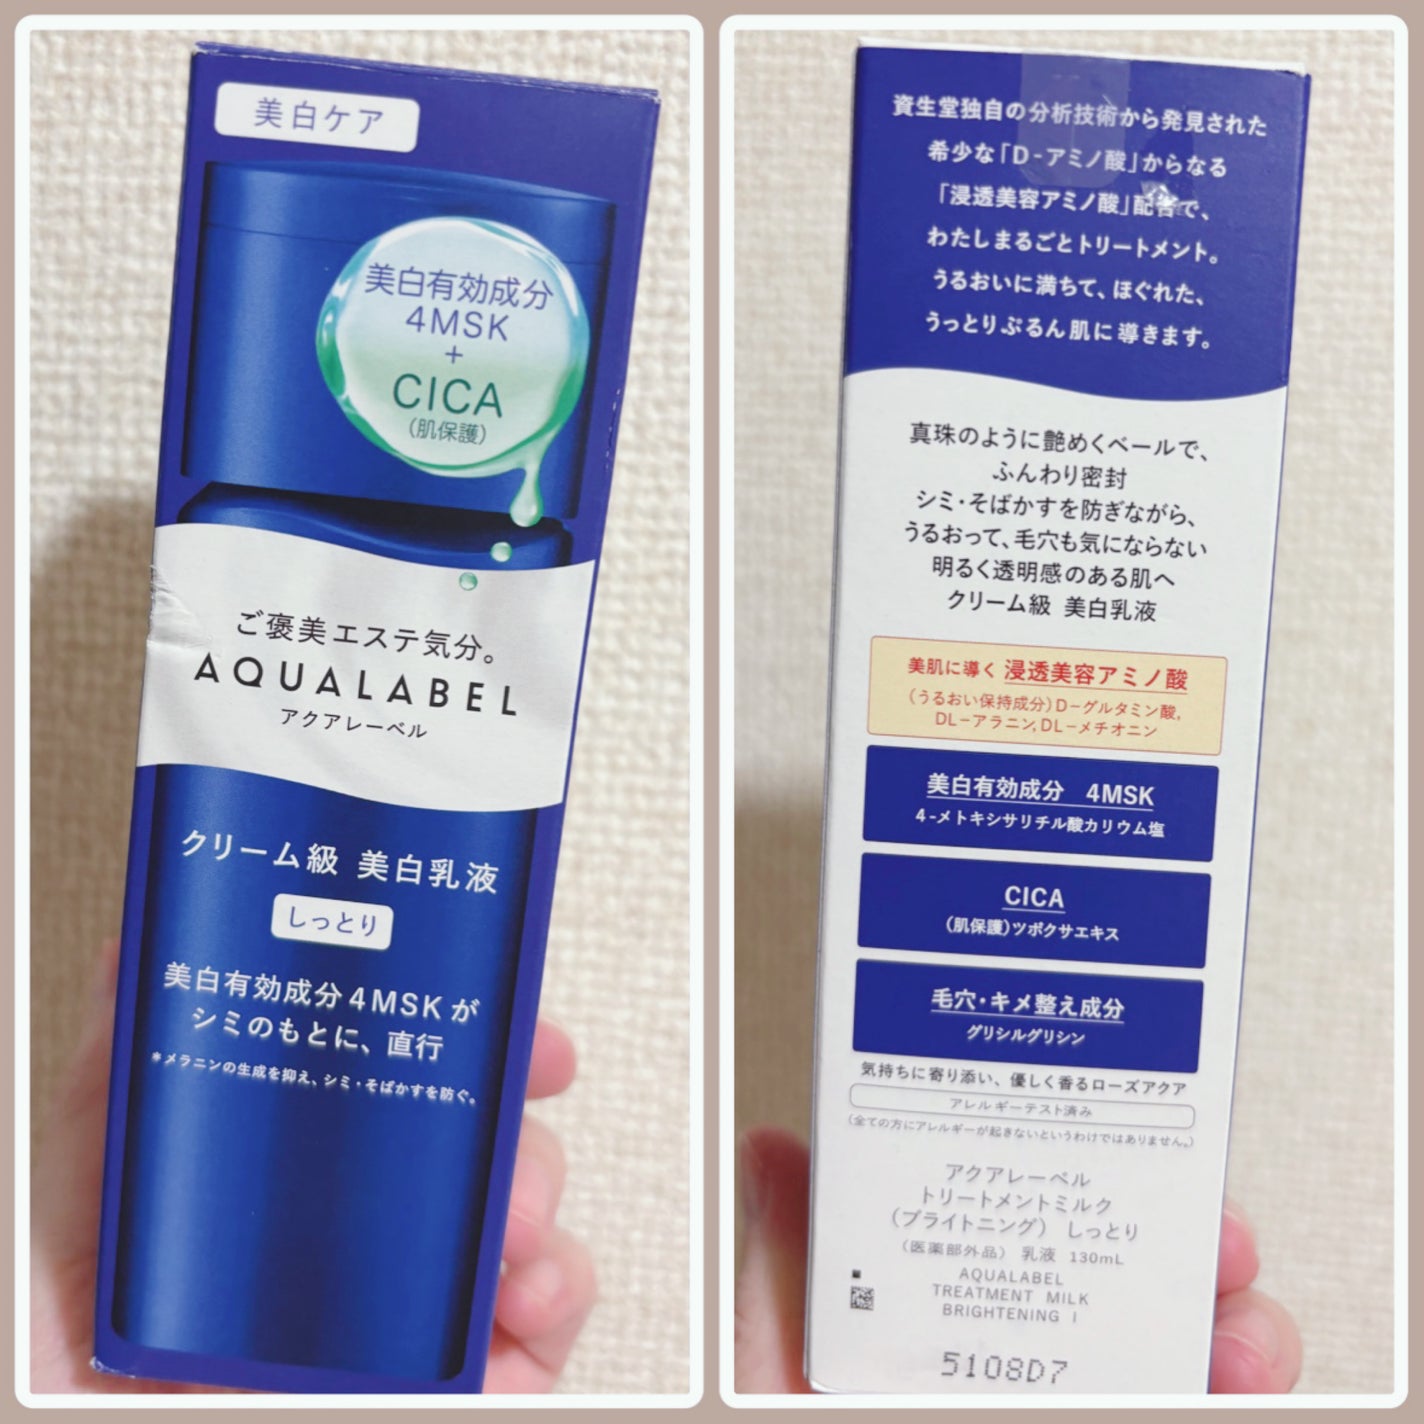 美白ケア
美白有効成分
4MSK
+
CICA
(肌保護)
ご褒美エステ気分。
AQUALABEL
アクアレーベル
クリーム級 美白乳液
しっとり
美白有効成分4MSKが
シミのもとに、直行
*メラニンの生成を抑え、シミ・そばかすを防ぐ。
資生堂独自の分析技術から発見された
希少な「D-アミノ酸」からなる
「浸透美容アミノ酸」配合で、
わたしまるごとトリートメント。
うるおいに満ちて、ほぐれた、
うっとりぷるん肌に導きます。
真珠のように艶めくベールで、
ふんわり密封
シミ・そばかすを防ぎながら、
うるおって、毛穴も気にならない
明るく透明感のある肌へ
クリーム級 美白乳液
美肌に導く 浸透美容アミノ酸
(うるおい保持成分)D-グルタミン酸,
DL-アラニン,DL-メチオニン
美白有効成分 4MSK
4-メトキシサリチル酸カリウム塩
CICA
(肌保護)ツボクサエキス
毛穴・キメ整え成分
グリシルグリシン
気持ちに寄り添い、優しく香るローズアクア
アレルギーテスト済み
(全ての方にアレルギーが起きないというわけではありません。)
アクアレーベル
トリートメントミルク
(ブライトニング) しっとり
(医薬部外品) 乳液 130mL
AQUALABEL
TREATMENT MILK
BRIGHTENING I
5108D7